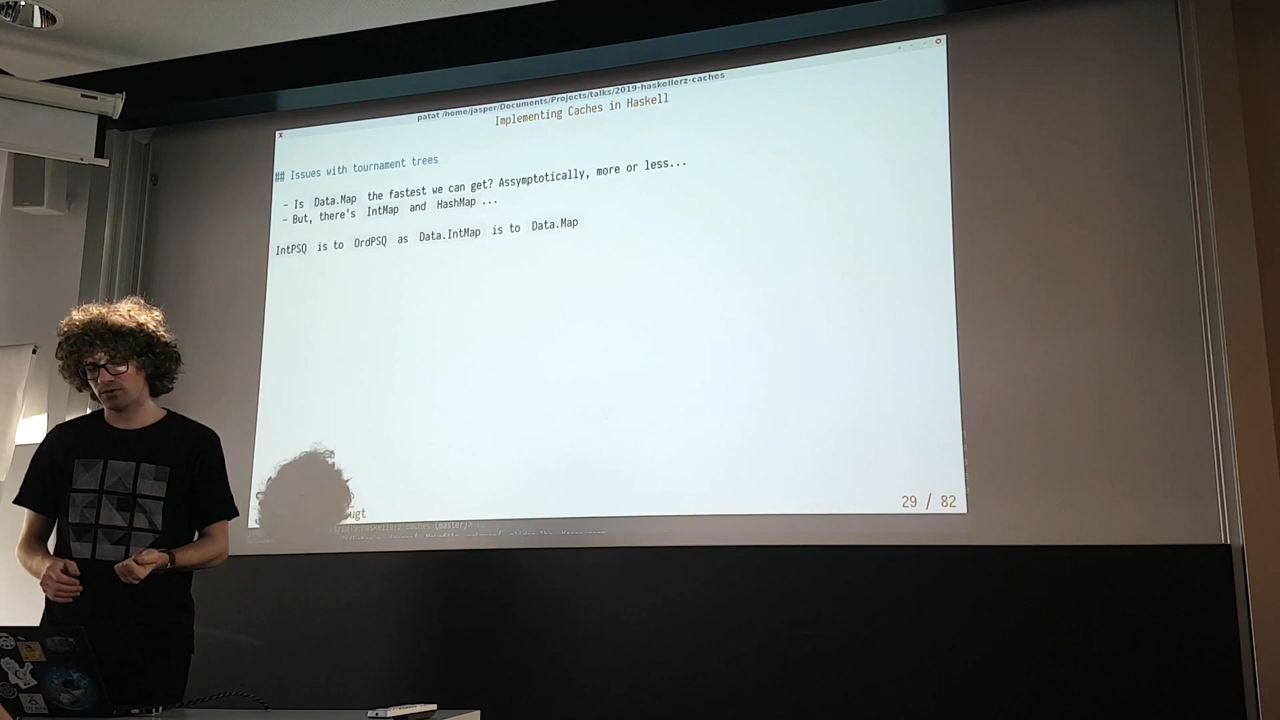 patat /home/jasper/Documents/Projects/talks/2019-haskellerz-caches
Implementing Caches in Haskell
## Issues with tournament trees
- Is Data.Map the fastest we can get? Assymptotically, more or less...
- But, there's IntMap and HashMap ...
IntPSQ is to OrdPSQ as Data.IntMap is to Data.Map
29 / 82